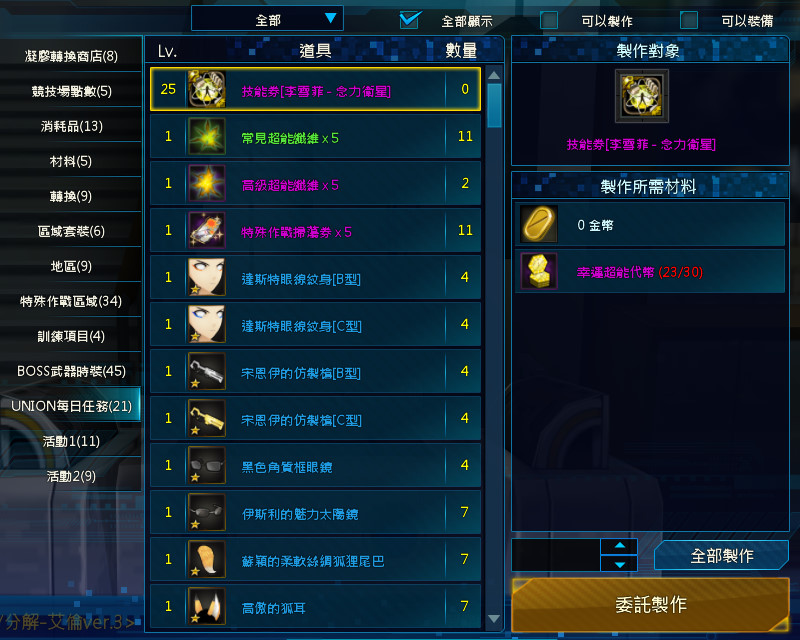 全部
全部顯示
可以製作
可以裝備
凝膠轉換商店(8)
競技場點數(5)
消耗品(13)
材料(5)
轉換(9)
區域套裝(6)
地區(9)
特殊作戰區域(34)
訓練項目(4)
BOSS武器時裝(45)
UNION每日任務(21)
活動1(11)
活動2(9)
/分解-艾倫ver.3>
Lv. 道具 數量
25 技能券[李雪菲 - 念力衛星] 0
1 常見超能纖維 x 5 11
1 高級超能纖維 x 5 2
1 特殊作戰掃蕩券 x 5 11
1 達斯特眼線紋身[B型] 4
1 達斯特眼線紋身[C型] 4
1 宋恩伊的仿製槍[B型] 4
1 宋恩伊的仿製槍[C型] 4
1 黑色角質框眼鏡 4
1 伊斯利的魅力太陽鏡 7
1 蘇穎的柔軟絲綢狐狸尾巴 7
1 高傲的狐耳 7
製作對象
技能券[李雪菲 - 念力衛星]
製作所需材料
0 金幣
幸運超能代幣 (23/30)
全部製作
委託製作